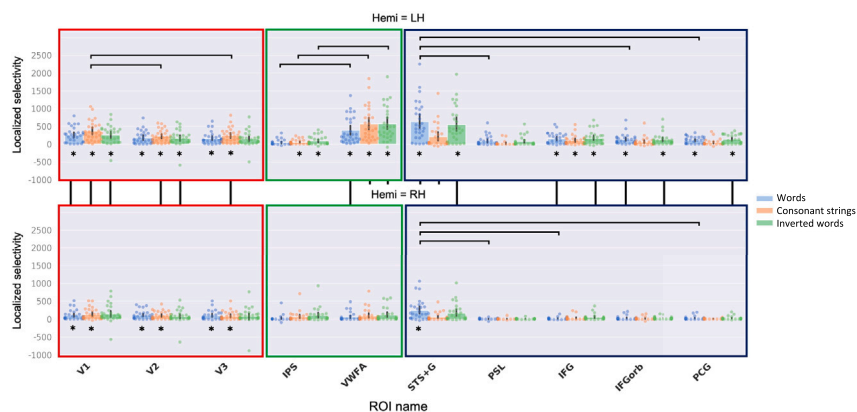 Hemi = LH
Localized selectivity
2500
2000
1500
1000
500
0
-500
-1000
* * * * * * * * * * * * * * * * * * * * * *
Hemi = RH
Words
Consonant strings
Inverted words
Localized selectivity
2500
2000
1500
1000
500
0
-500
-1000
* * * * * * *
V1 V2 V3 IPS VWFA STS+G PSL IFG IFGorb PCG
ROI name